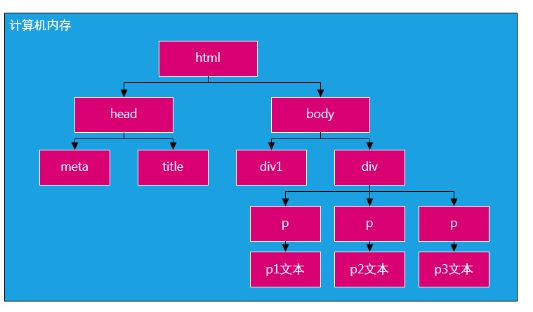 计算机内存
html
head
body
meta
title
div1
div
p
p
p
p1文本
p2文本
p3文本